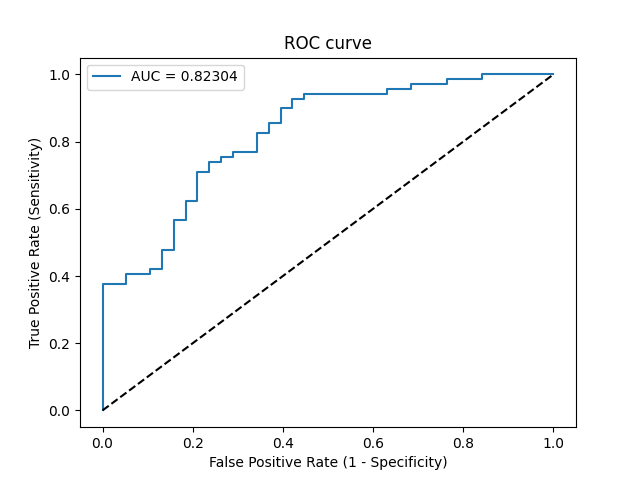 ROC curve
AUC = 0.82304
1.0
0.8
0.6
0.4
0.2
0.0
True Positive Rate (Sensitivity)
0.0 0.2 0.4 0.6 0.8 1.0
False Positive Rate (1 - Specificity)